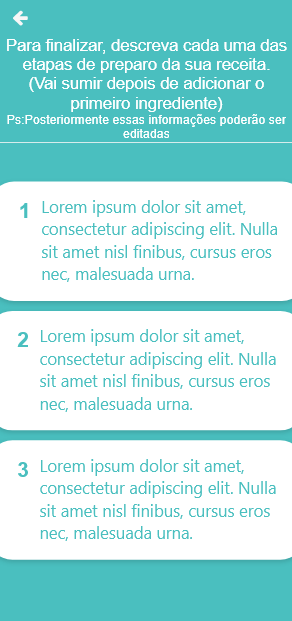 Para finalizar, descreva cada uma das
etapas de preparo da sua receita.
(Vai sumir depois de adicionar o
primeiro ingrediente)
Ps:Posteriormente essas informações poderão ser
editadas
1 Lorem ipsum dolor sit amet,
consectetur adipiscing elit. Nulla
sit amet nisl finibus, cursus eros
nec, malesuada urna.
2 Lorem ipsum dolor sit amet,
consectetur adipiscing elit. Nulla
sit amet nisl finibus, cursus eros
nec, malesuada urna.
3 Lorem ipsum dolor sit amet,
consectetur adipiscing elit. Nulla
sit amet nisl finibus, cursus eros
nec, malesuada urna.